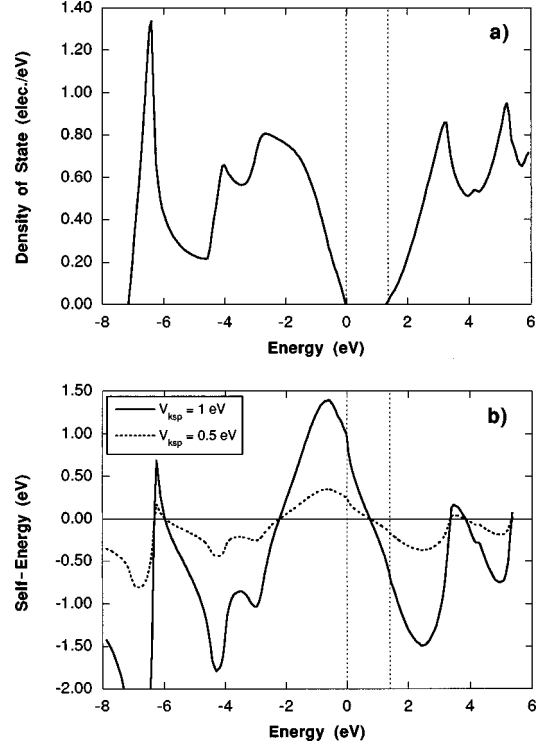 1.40
a)
1.20
1.00
0.80
0.60
0.40
0.20
0.00
Density of State (elec./eV)
-8 -6 -4 -2 0 2 4 6
Energy (eV)
1.50
b)
V_ksp = 1 eV
V_ksp = 0.5 eV
1.00
0.50
0.00
-0.50
-1.00
-1.50
-2.00
Self-Energy (eV)
-8 -6 -4 -2 0 2 4 6
Energy (eV)